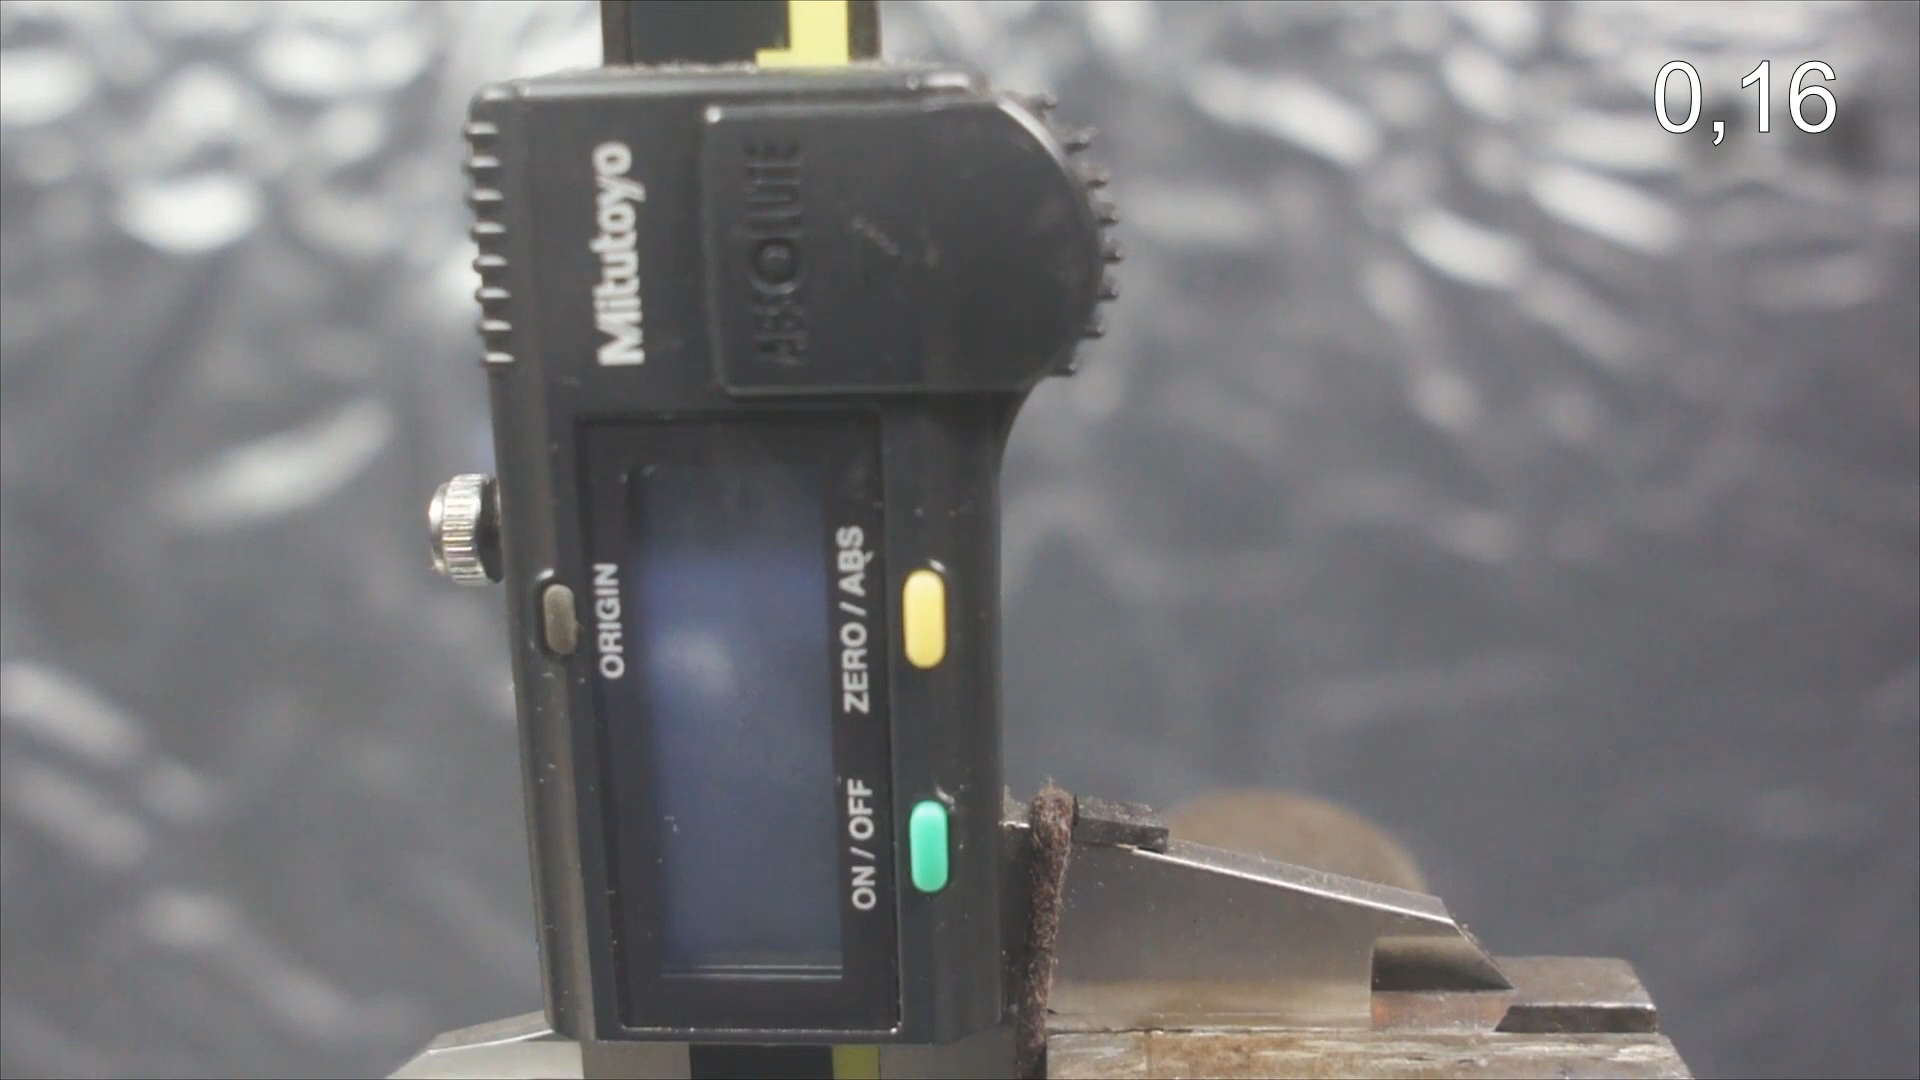 0,16
Mitutoyo
ABSOLUTE
ORIGIN
ZERO / ABS
ON / OFF